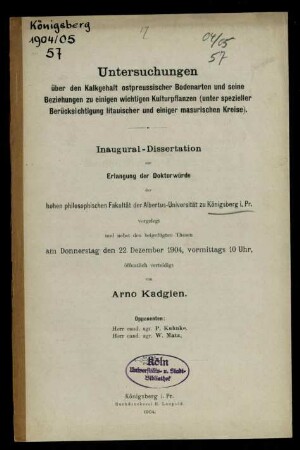 Königsberg
1904/05
57
04/05
57
Untersuchungen
über den Kalkgehalt ostpreussischer Bodenarten und seine
Beziehungen zu einigen wichtigen Kulturpflanzen (unter spezieller
Berücksichtigung litauischer und einiger masurischen Kreise).
Inaugural-Dissertation
zur
Erlangung der Doktorwürde
der
hohen philosophischen Fakultät der Albertus-Universität zu Königsberg i. Pr.
vorgelegt
und nebst den beigefügten Thesen
am Donnerstag den 22 Dezember 1904, vormittags 10 Uhr,
öffentlich verteidigt
von
Arno Kadgien.
Opponenten:
Herr cand. agr. P. Kuhnke,
Herr cand. agr. W. Matz.
Köln
Universitäts- u. Stadt-
Bibliothek
Königsberg i. Pr.
Buchdruckerei R. Leupold.
1904.